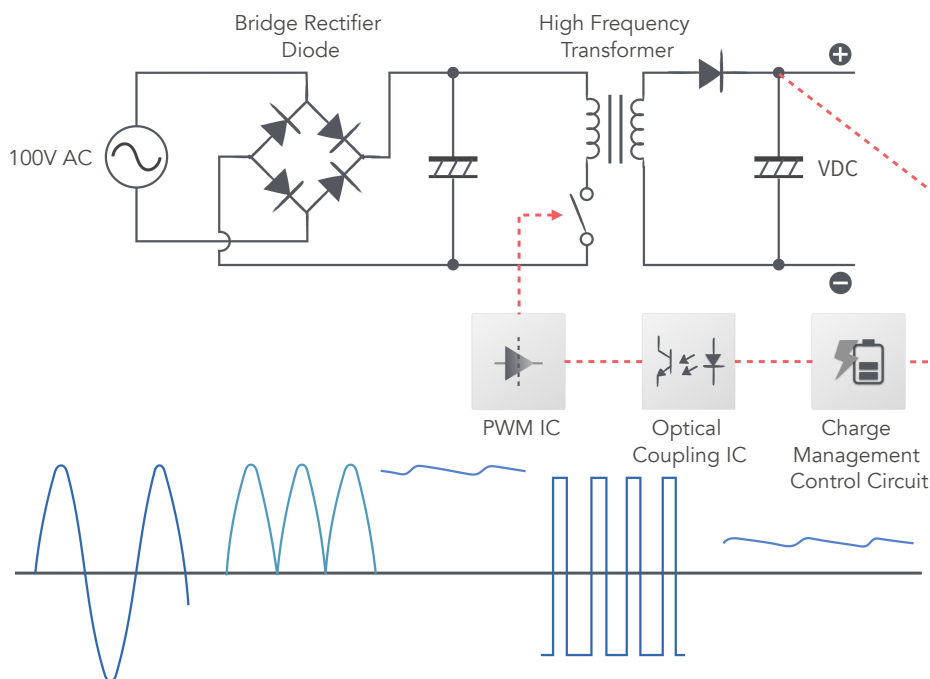 Bridge Rectifier
Diode
High Frequency
Transformer
100V AC
VDC
PWM IC
Optical
Coupling IC
Charge
Management
Control Circuit